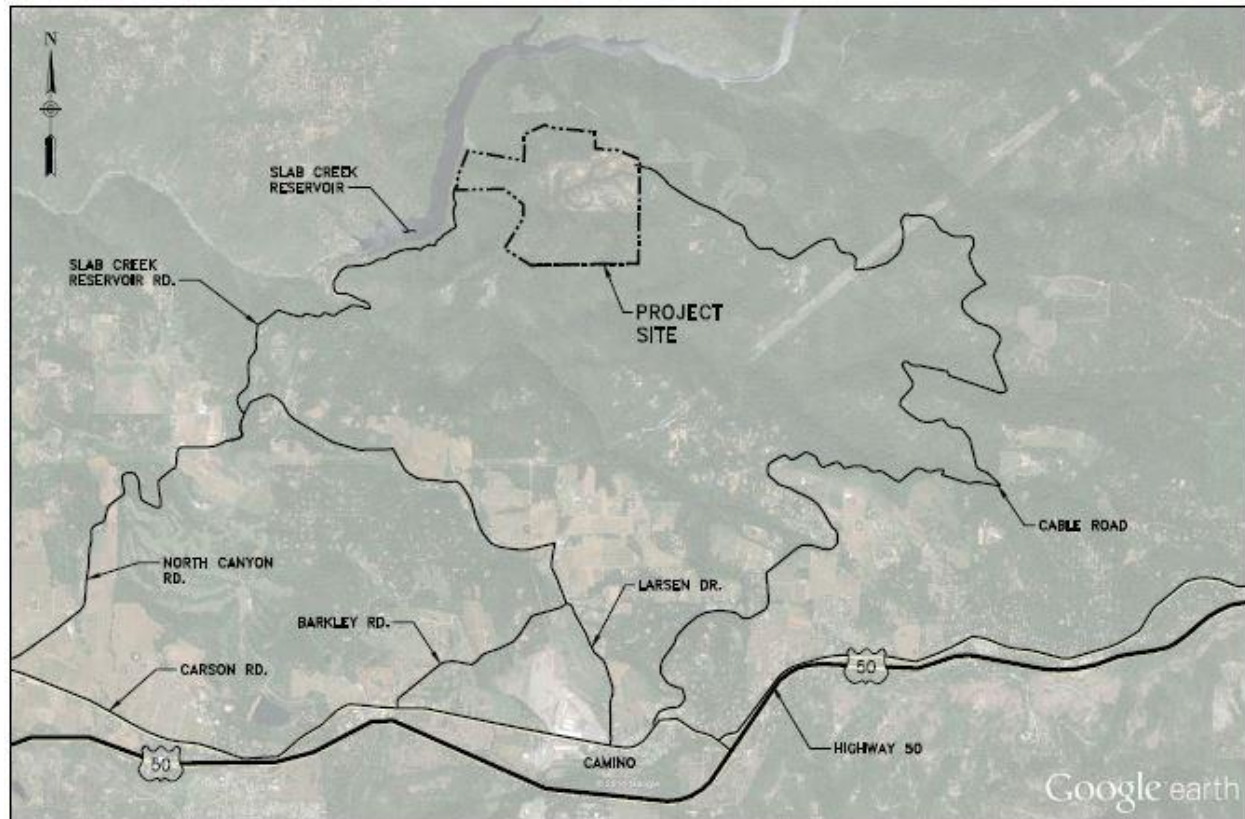 N
SLAB CREEK
RESERVOIR
SLAB CREEK
RESERVOIR RD.
PROJECT
SITE
CABLE ROAD
NORTH CANYON
RD.
LARSEN DR.
BARKLEY RD.
CARSON RD.
50
HIGHWAY 50
50
CAMINO
Google earth